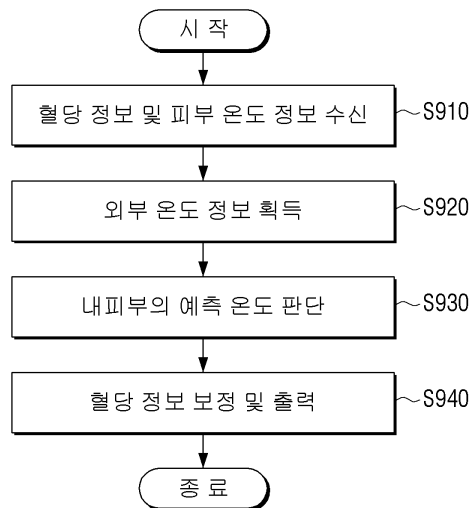 시 작
혈당 정보 및 피부 온도 정보 수신
S910
외부 온도 정보 획득
S920
내피부의 예측 온도 판단
S930
혈당 정보 보정 및 출력
S940
종 료